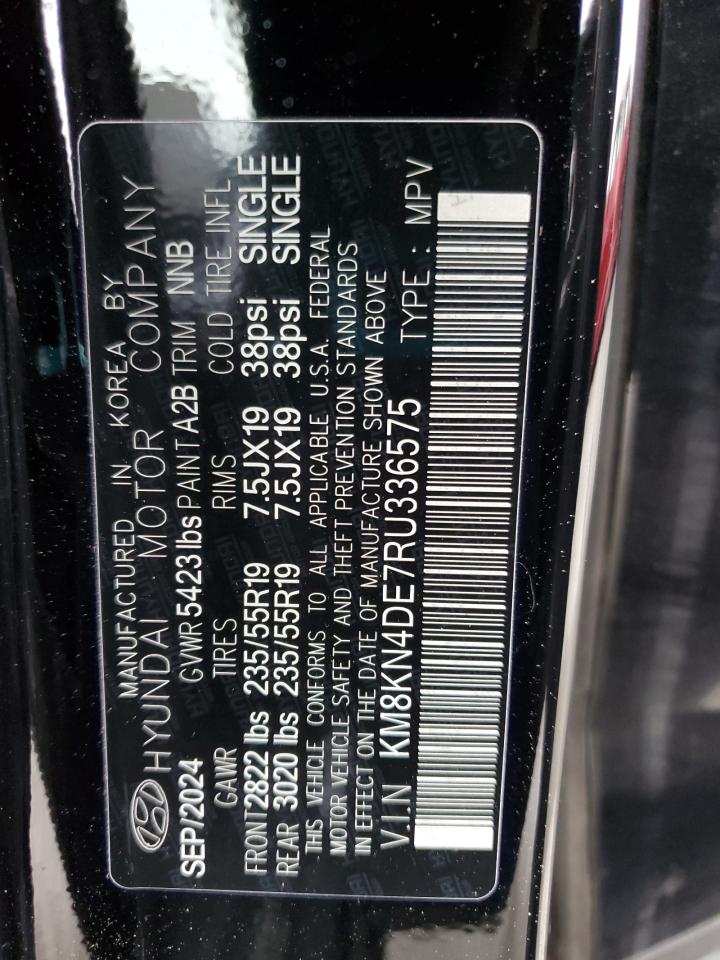 MANUFACTURED IN KOREA BY
HYUNDAI MOTOR COMPANY
SEP/2024 GVWR 5423 lbs PAINT A2B TRIM NNB
GAWR TIRES RIMS COLD TIRE INFL
FRONT 2822 lbs 235/55R19 7.5JX19 38psi SINGLE
REAR 3020 lbs 235/55R19 7.5JX19 38psi SINGLE
THIS VEHICLE CONFORMS TO ALL APPLICABLE U.S.A. FEDERAL
MOTOR VEHICLE SAFETY AND THEFT PREVENTION STANDARDS
IN EFFECT ON THE DATE OF MANUFACTURE SHOWN ABOVE
V.I.N KM8KN4DE7RU336575 TYPE : MPV